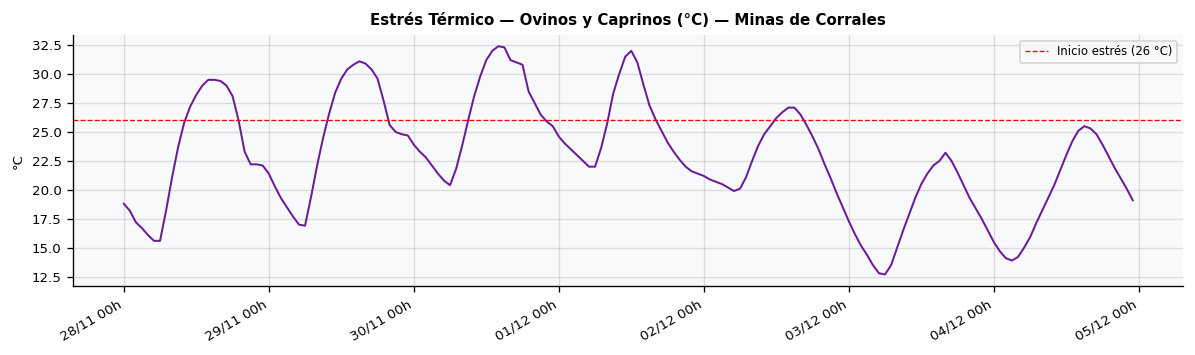 Estrés Térmico — Ovinos y Caprinos (°C) — Minas de Corrales
Inicio estrés (26 °C)
°C
32.5
30.0
27.5
25.0
22.5
20.0
17.5
15.0
12.5
28/11 00h
29/11 00h
30/11 00h
01/12 00h
02/12 00h
03/12 00h
04/12 00h
05/12 00h